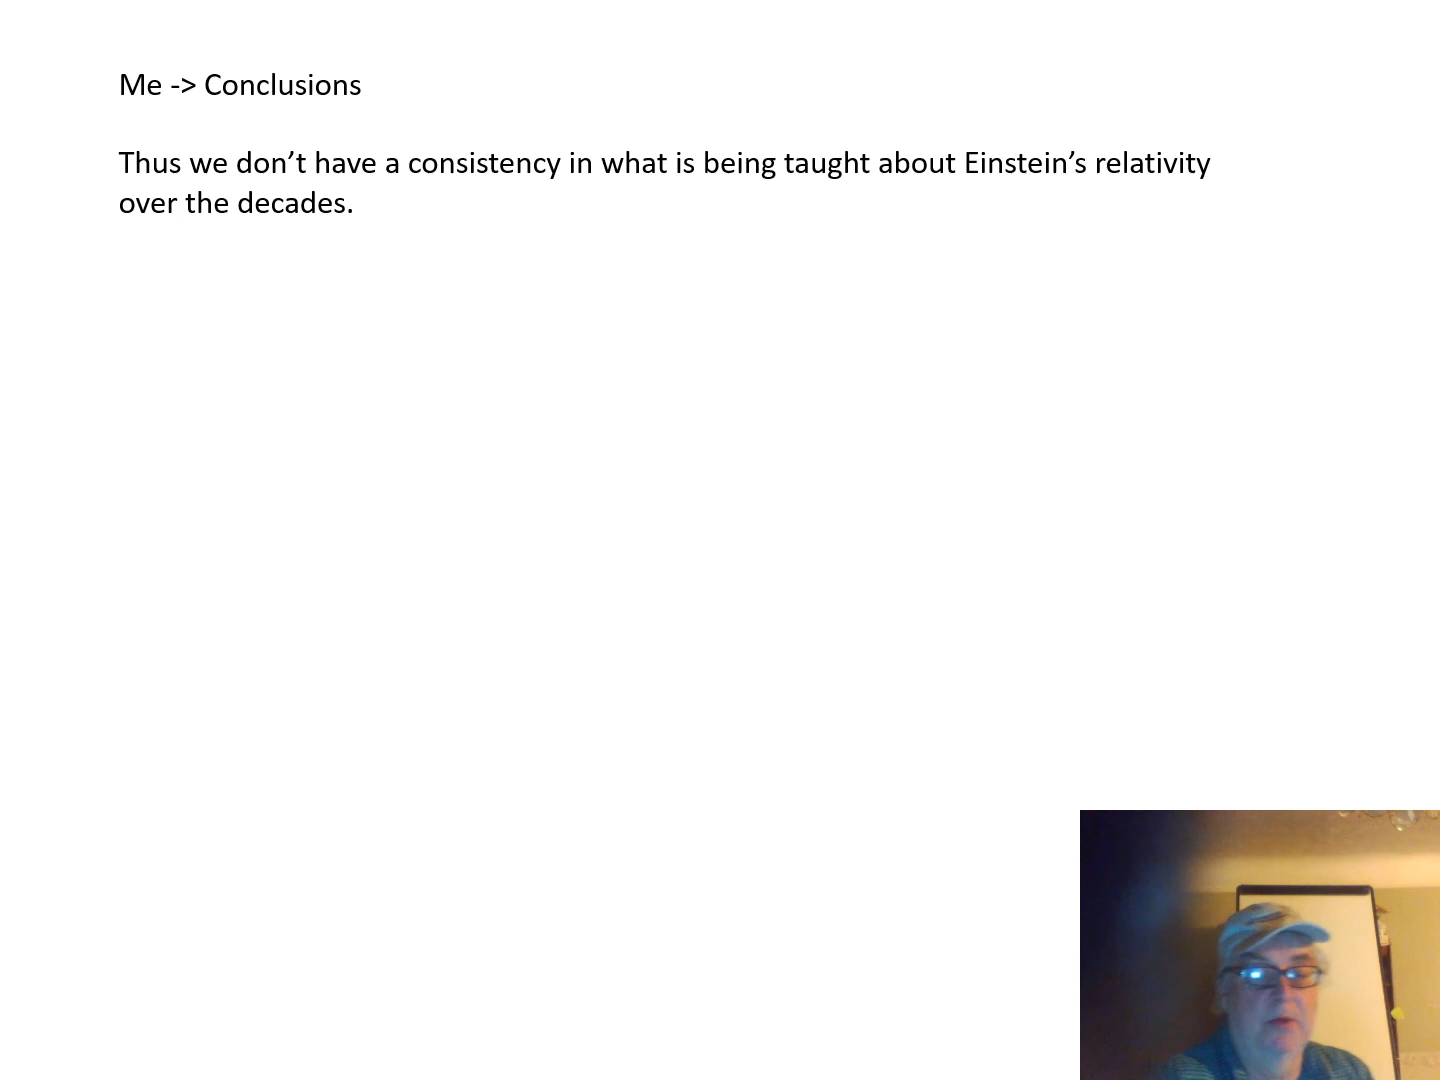 Me -> Conclusions
Thus we don’t have a consistency in what is being taught about Einstein’s relativity
over the decades.